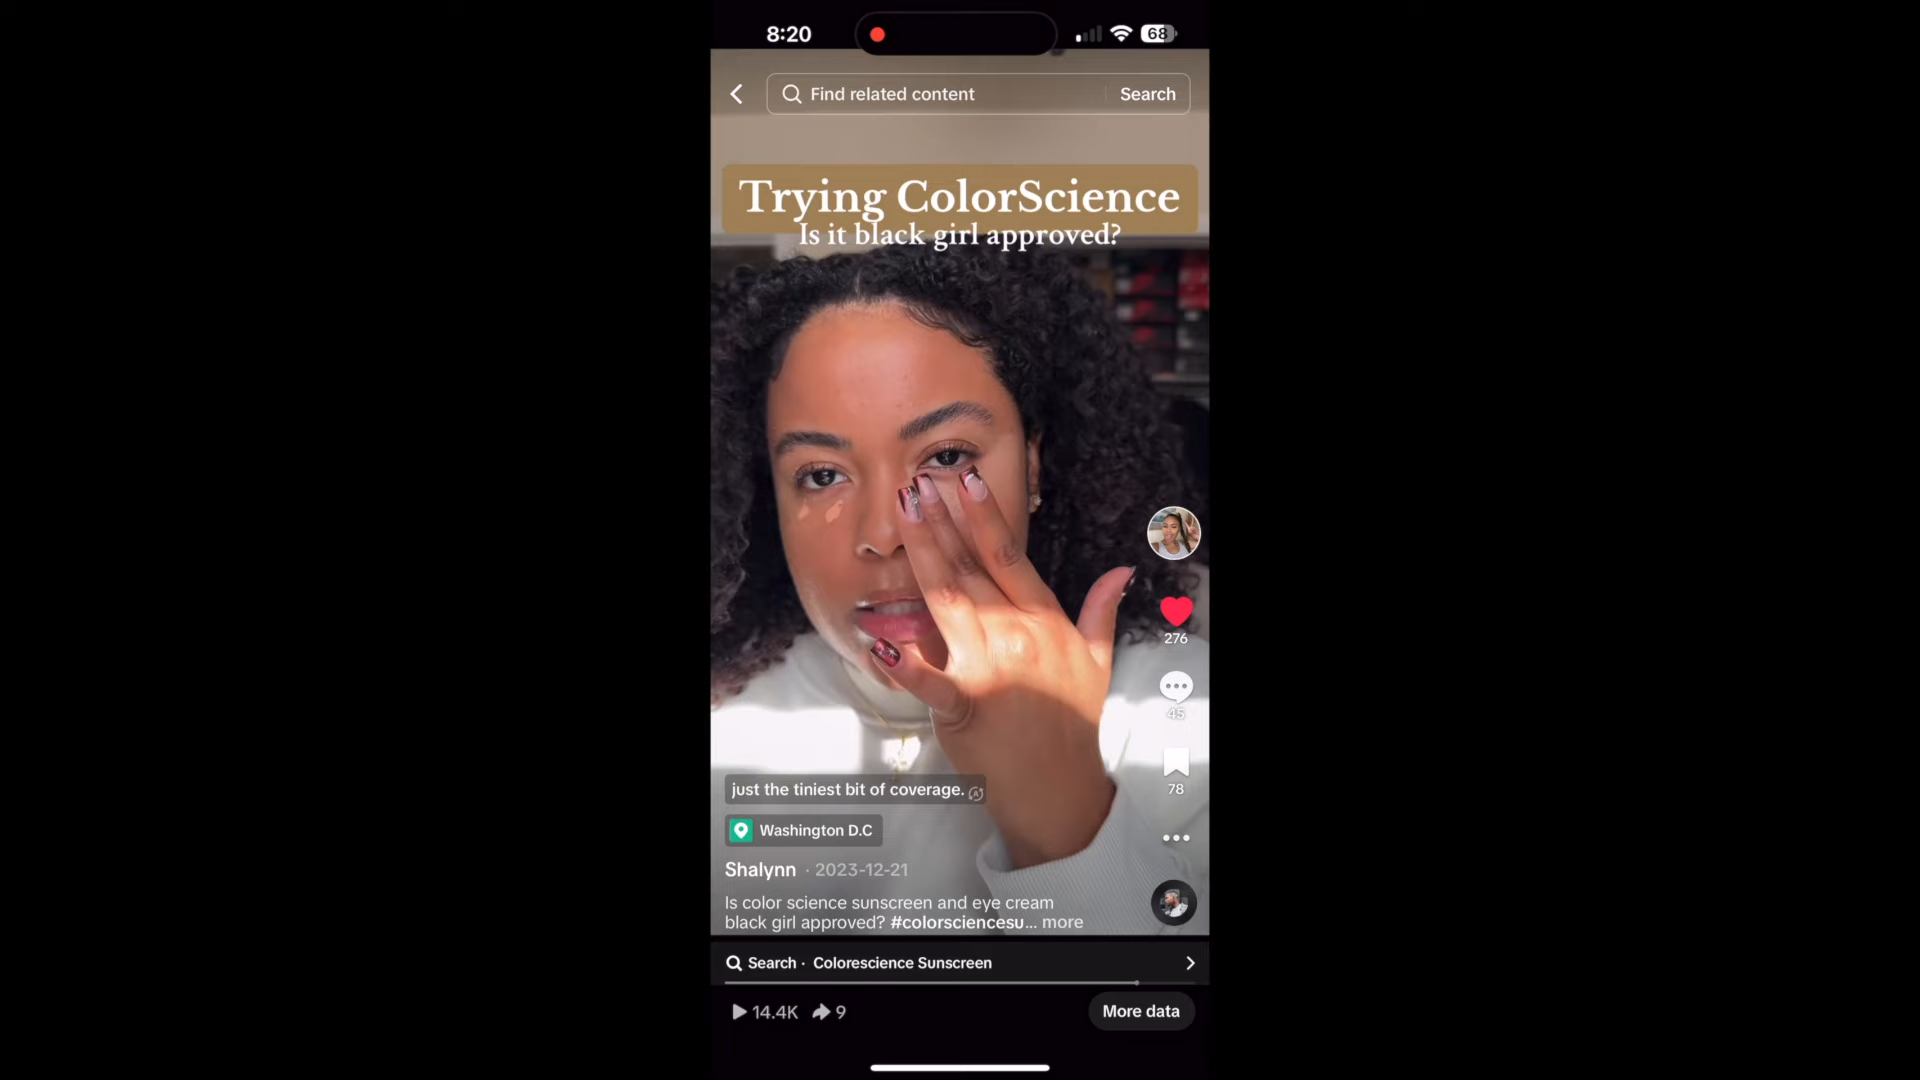 8:20
68
Find related content
Search
Trying ColorScience
Is it black girl approved?
276
45
just the tiniest bit of coverage.
78
Washington D.C
Shalynn · 2023-12-21
Is color science sunscreen and eye cream
black girl approved? #colorsciencesu... more
Search · Colorescience Sunscreen
14.4K
9
More data